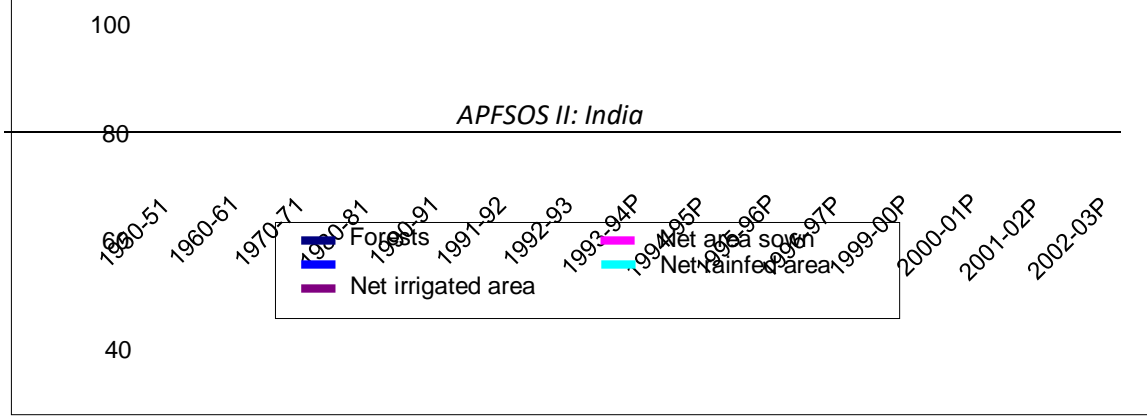 100
APFSOS II: India
80
1950-51 1960-61 1970-71 1980-81 1990-91 1991-92 1992-93 1993-94P 1994-95P 1995-96P 1996-97P 1999-00P 2000-01P 2001-02P 2002-03P
60
Forests Net area sown
Net rainfed area
Net irrigated area
40